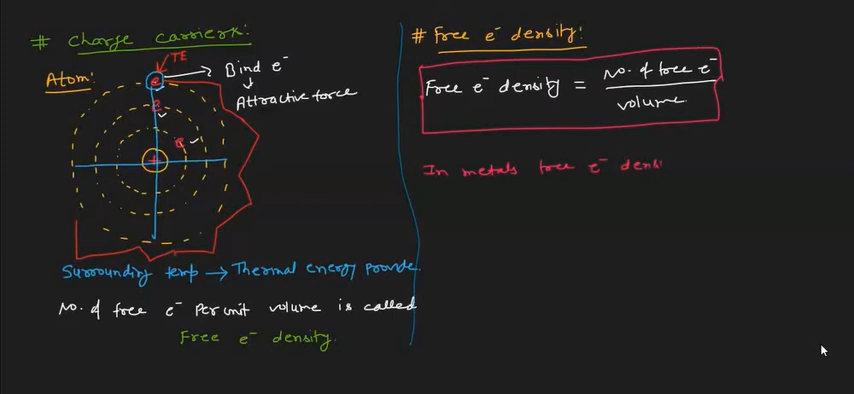 # Charge carriers:
Atom:
TE
e
Bind e⁻
↓
Attractive force
e
e
+
Surrounding temp → Thermal energy provide.
No. of free e⁻ per unit volume is called
Free e⁻ density.
# Free e⁻ density:
Free e⁻ density = No. of free e⁻ / volume
In metals free e⁻ densi